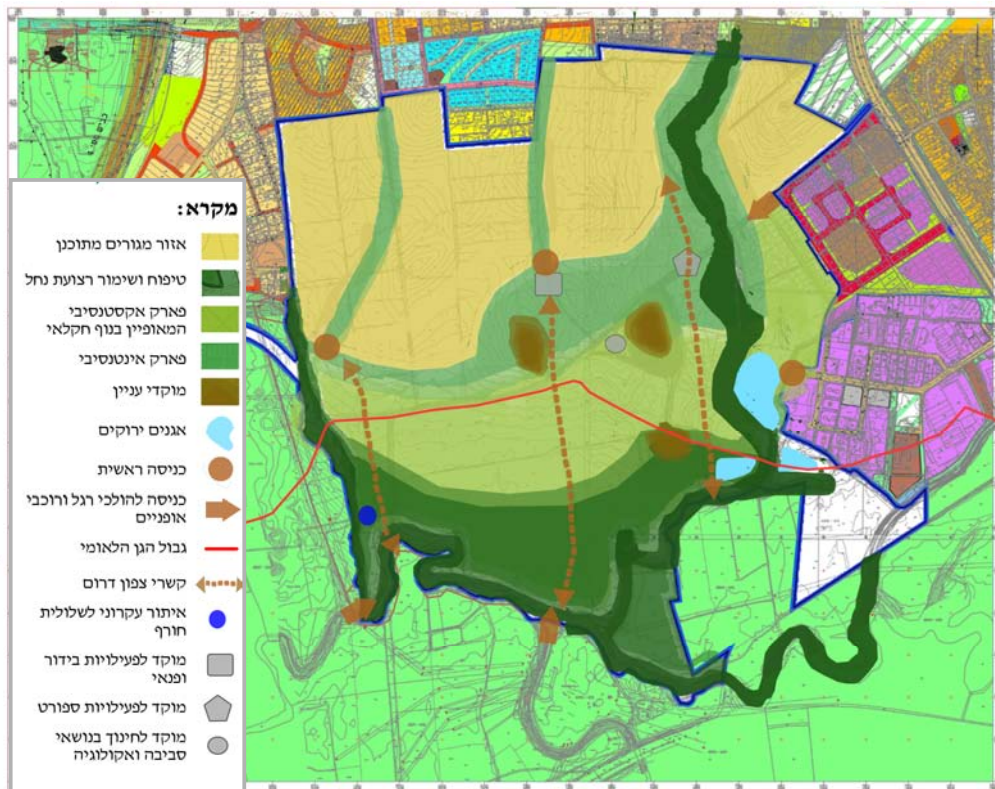 מקרא:
אזור מגורים מתוכנן
טיפוח ושימור רצועת נחל
פארק אקסטנסיבי
המאופיין בנוף חקלאי
פארק אינטנסיבי
מוקדי עניין
אגנים ירוקים
כניסה ראשית
כניסה להולכי רגל ורוכבי
אופניים
גבול הגן הלאומי
קשרי צפון דרום
איתור עקרוני לשלולית
חורף
מוקד לפעילויות בידור
ופנאי
מוקד לפעילויות ספורט
מוקד לחינוך בנושאי
סביבה ואקולוגיה